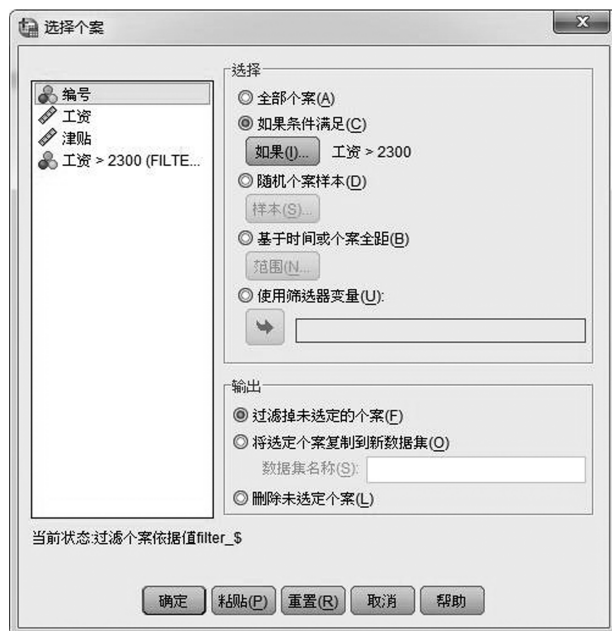 选择个案
编号
工资
津贴
工资 > 2300 (FILTE...
选择
全部个案(A)
如果条件满足(C)
如果(I)... 工资 > 2300
随机个案样本(D)
样本(S)...
基于时间或个案全距(B)
范围(N...
使用筛选器变量(U):
输出
过滤掉未选定的个案(F)
将选定个案复制到新数据集(O)
数据集名称(S):
删除未选定个案(L)
当前状态:过滤个案依据值filter_$
确定 粘贴(P) 重置(R) 取消 帮助